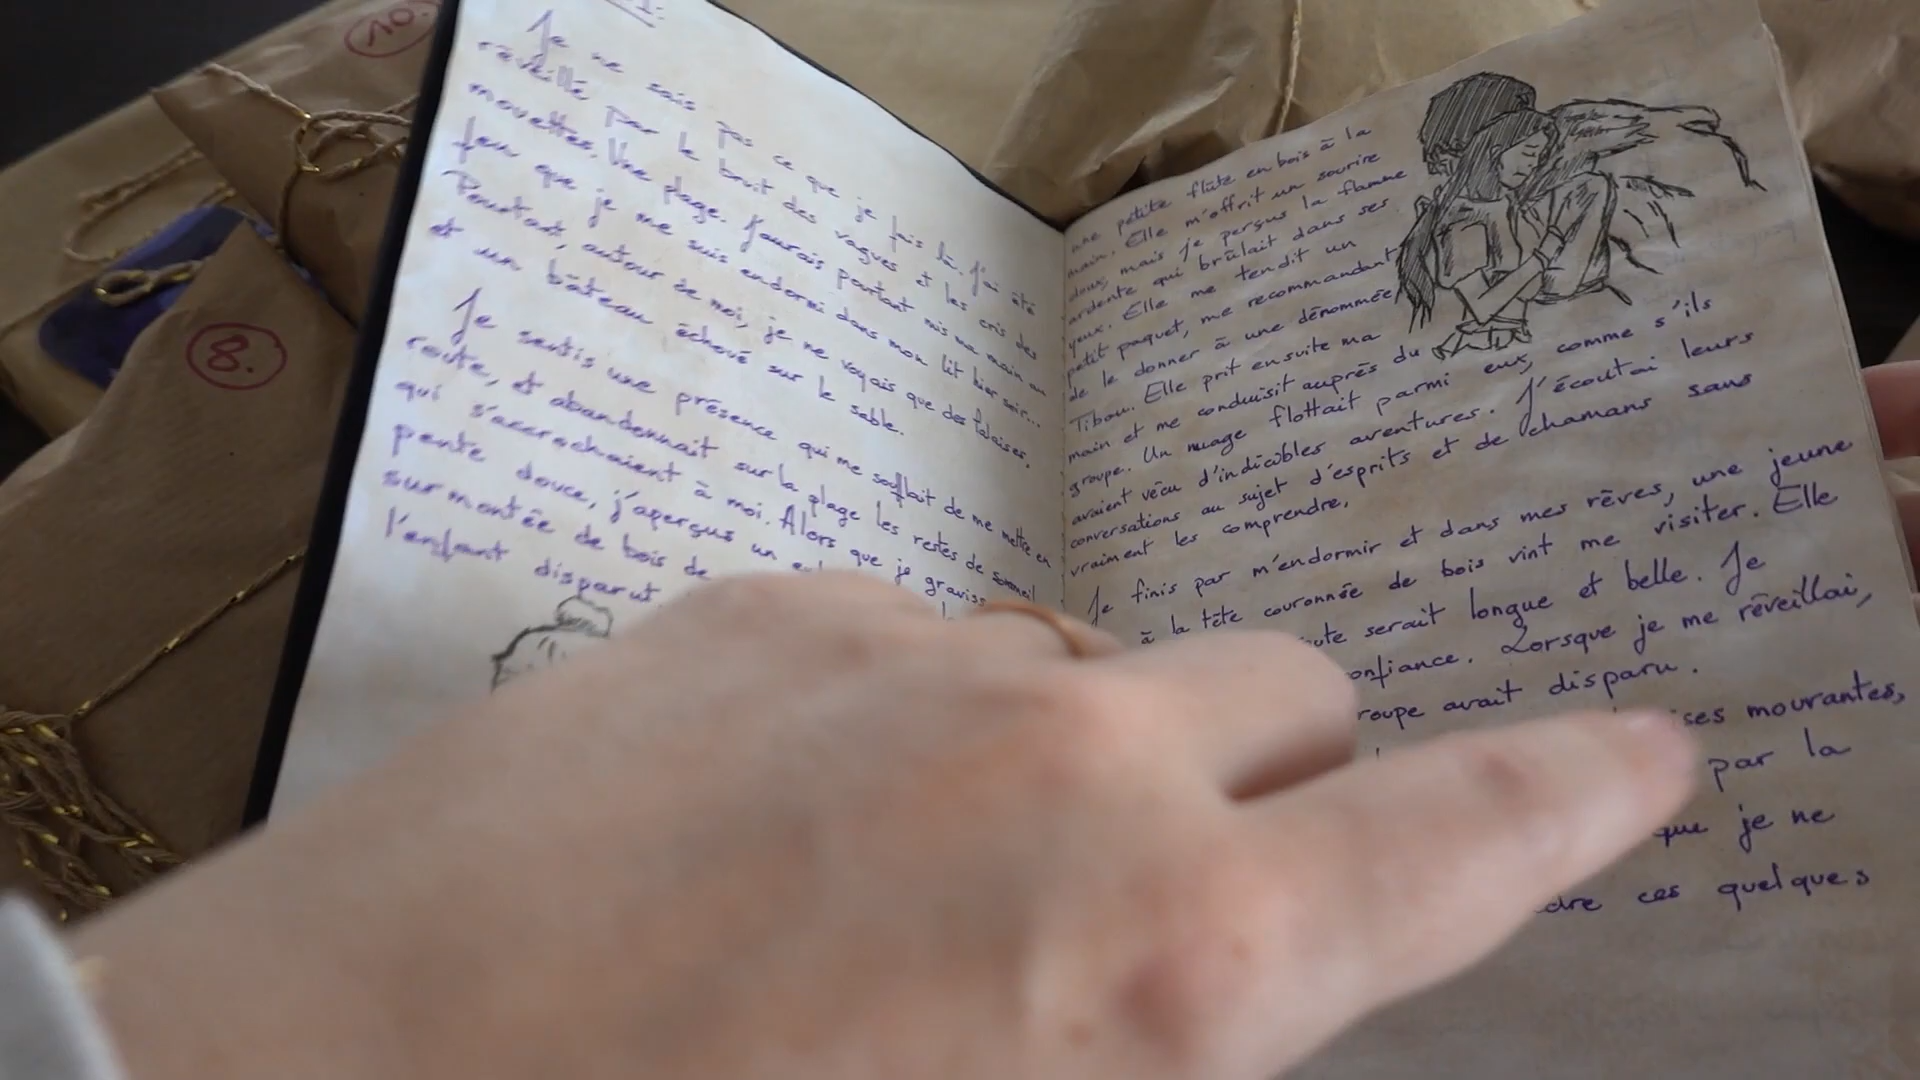 10.
8.
Je ne sais pas ce que je fais là. J'ai été
réveillé par le bruit des vagues et les cris des
mouettes. Une plage. J'aurais pourtant mis ma main au
feu que je me suis endormi dans mon lit hier soir...
Pourtant, autour de moi, je ne voyais que des falaises,
et un bâteau échoué sur le sable.
Je sentis une présence qui me soufflait de me mettre en
route, et abandonnait sur la plage les restes de sommeil
qui s'accrochaient à moi. Alors que je graviss
pente douce, j'aperçus un
surmontée de bois de
l'enfant disparut.
une petite flûte en bois à la
main. Elle m'offrit un sourire
doux, mais je perçus la flamme
ardente qui brûlait dans ses
yeux. Elle me tendit un
petit paquet, me recommandant
de le donner à une dénommée
Tibou. Elle prit ensuite ma
main et me conduisit auprès du
groupe. Un nuage flottait parmi eux, comme s'ils
avaient vécu d'indicibles aventures. J'écoutai leurs
conversations au sujet d'esprits et de chamans sans
vraiment les comprendre.
Je finis par m'endormir et dans mes rêves, une jeune
à la tête couronnée de bois vint me visiter. Elle
oute serait longue et belle. Je
onfiance. Lorsque je me réveillai,
roupe avait disparu.
ises mourantes,
par la
que je ne
dre ces quelques